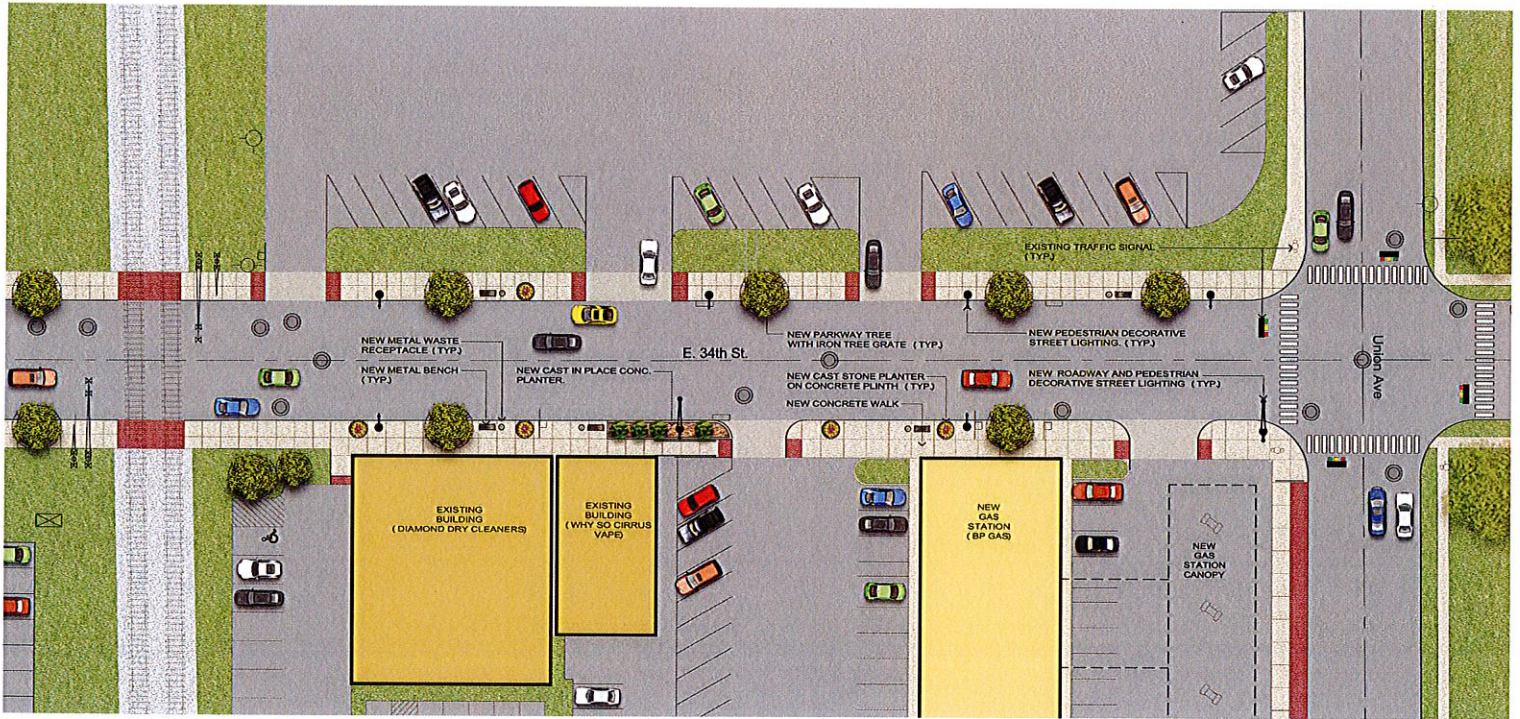 EXISTING TRAFFIC SIGNAL
(TYP.)
NEW METAL WASTE
RECEPTACLE (TYP.)
NEW METAL BENCH
(TYP.)
NEW CAST IN PLACE CONC.
PLANTER.
E. 34th St.
NEW PARKWAY TREE
WITH IRON TREE GRATE (TYP.)
NEW CAST STONE PLANTER
ON CONCRETE PLINTH (TYP.)
NEW CONCRETE WALK
NEW PEDESTRIAN DECORATIVE
STREET LIGHTING. (TYP.)
NEW ROADWAY AND PEDESTRIAN
DECORATIVE STREET LIGHTING (TYP.)
Union Ave
EXISTING
BUILDING
(DIAMOND DRY CLEANERS)
EXISTING
BUILDING
(WHY SO CIRRUS
VAPE)
NEW
GAS
STATION
(BP GAS)
NEW
GAS
STATION
CANOPY